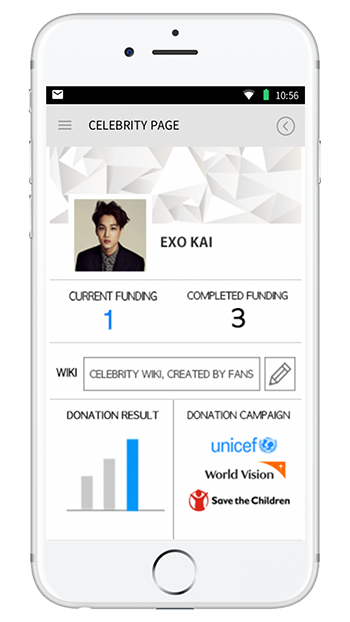 10:56
CELEBRITY PAGE
EXO KAI
CURRENT FUNDING
1
COMPLETED FUNDING
3
WIKI
CELEBRITY WIKI, CREATED BY FANS
DONATION RESULT
DONATION CAMPAIGN
unicef
World Vision
Save the Children